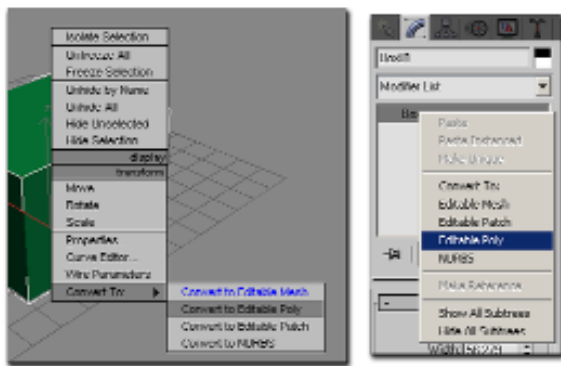 Isolate Selection
Unfreeze All
Freeze Selection
Unhide by Name
Unhide All
Hide Unselected
Hide Selection
display
transform
Move
Rotate
Scale
Properties
Curve Editor...
Wire Parameters
Convert To:
Convert to Editable Mesh
Convert to Editable Poly
Convert to Editable Patch
Convert to NURBS
Modifier List
Paste
Paste Instanced
Make Unique
Convert To:
Editable Mesh
Editable Patch
Editable Poly
NURBS
Make Reference
Show All Subtrees
Hide All Subtrees